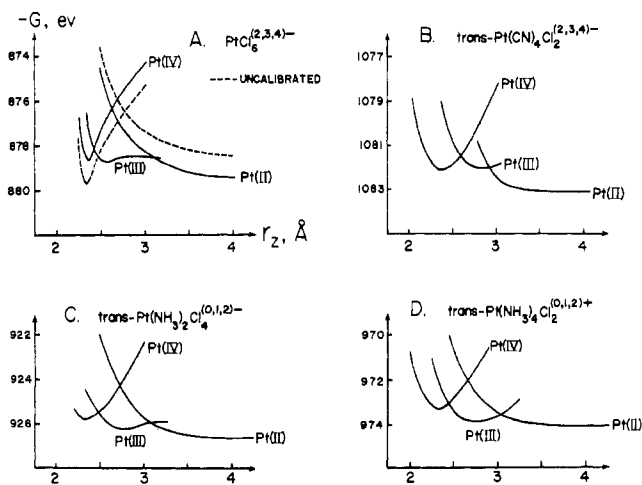 -G, ev
A. PtCl6(2,3,4)-
874
876
878
880
Pt(IV)
---- UNCALIBRATED
Pt(III)
Pt(II)
2 3 4
rz, Å
B. trans-Pt(CN)4Cl2(2,3,4)-
1077
1079
1081
1083
Pt(IV)
Pt(III)
Pt(II)
2 3 4
C. trans-Pt(NH3)2Cl4(0,1,2)-
922
924
926
Pt(IV)
Pt(III)
Pt(II)
2 3 4
D. trans-Pt(NH3)4Cl2(0,1,2)+
970
972
974
Pt(IV)
Pt(III)
Pt(II)
2 3 4